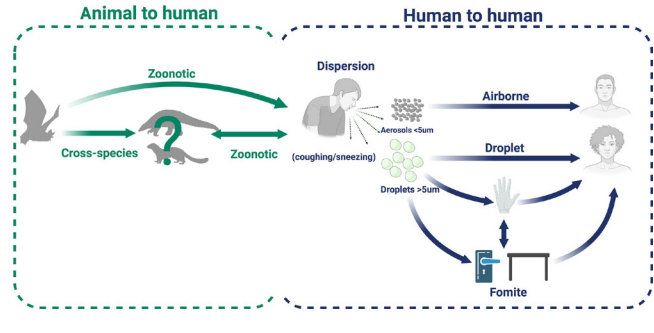 Animal to human
Human to human
Zoonotic
Cross-species
?
Zoonotic
Dispersion
(coughing/sneezing)
Aerosols <5um
Airborne
Droplet
Droplets >5um
Fomite